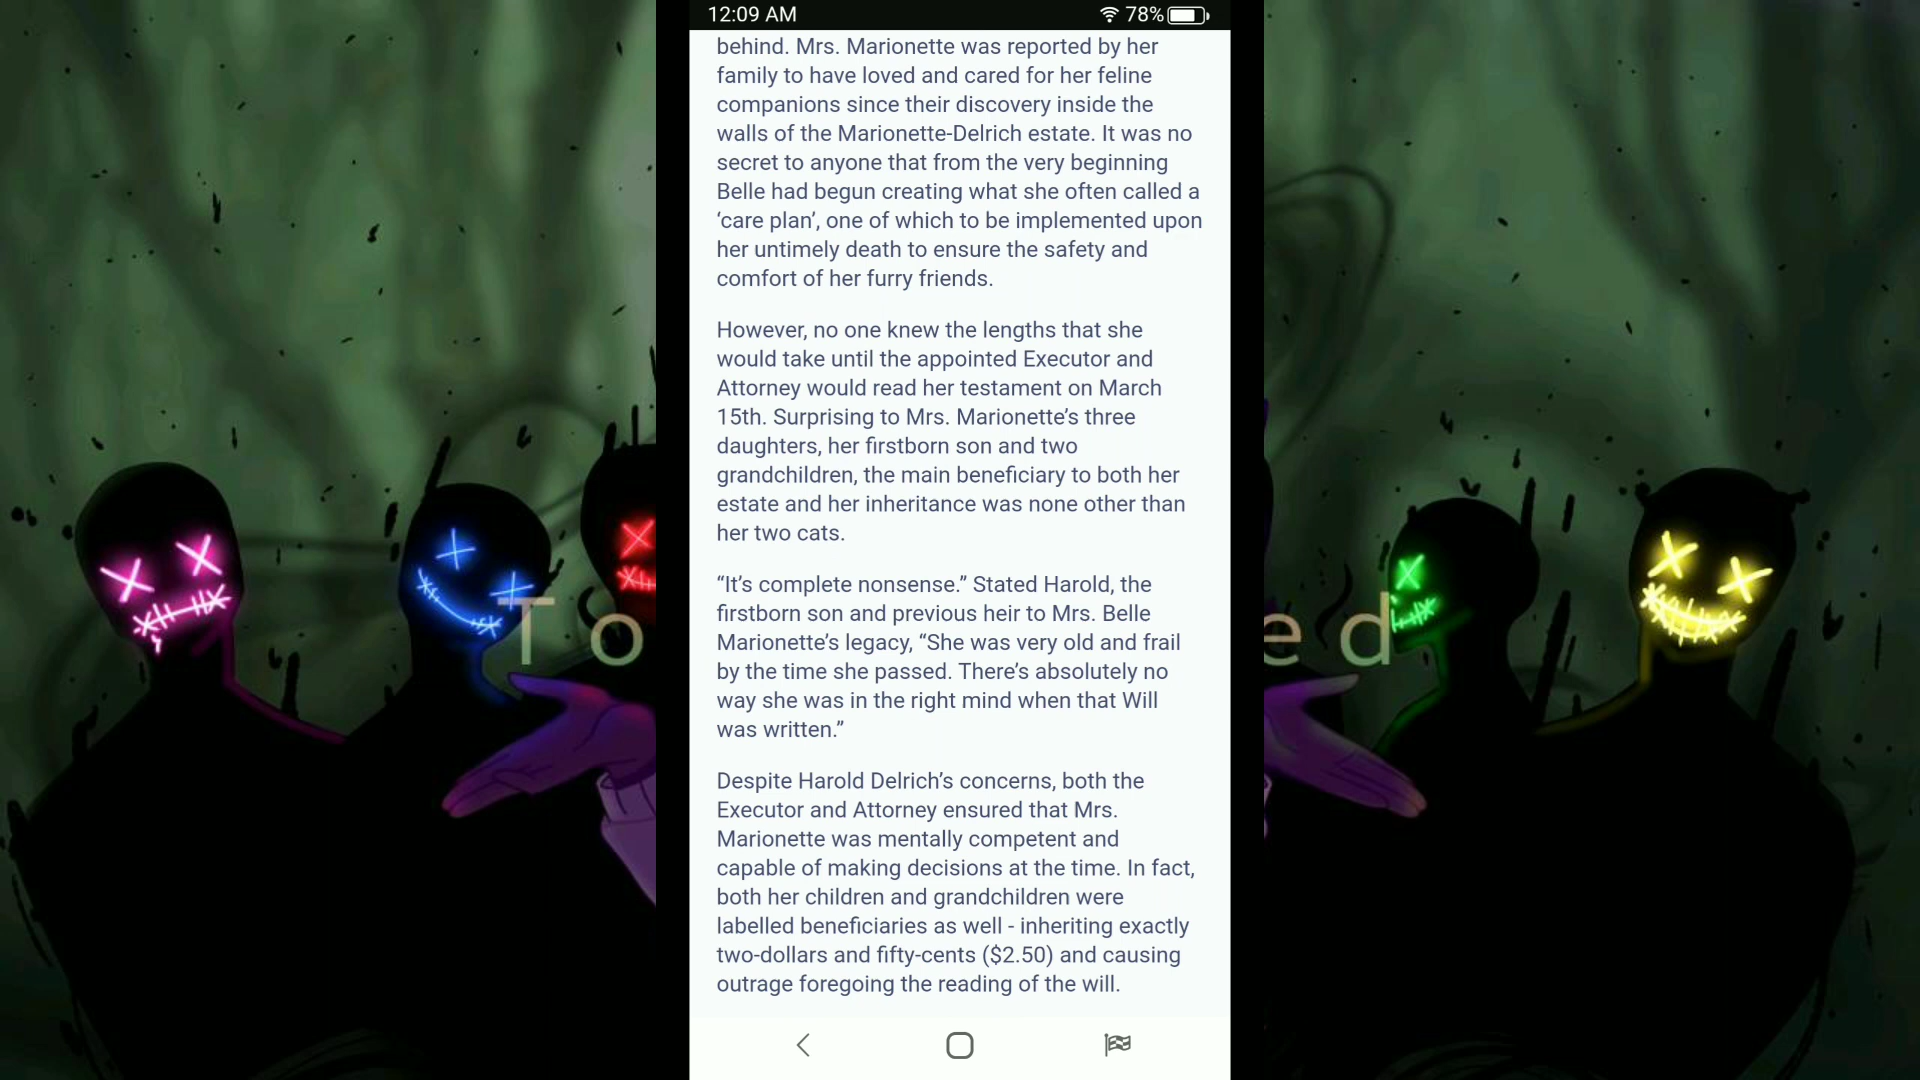 12:09 AM 78%
behind. Mrs. Marionette was reported by her
family to have loved and cared for her feline
companions since their discovery inside the
walls of the Marionette-Delrich estate. It was no
secret to anyone that from the very beginning
Belle had begun creating what she often called a
‘care plan’, one of which to be implemented upon
her untimely death to ensure the safety and
comfort of her furry friends.
However, no one knew the lengths that she
would take until the appointed Executor and
Attorney would read her testament on March
15th. Surprising to Mrs. Marionette’s three
daughters, her firstborn son and two
grandchildren, the main beneficiary to both her
estate and her inheritance was none other than
her two cats.
“It’s complete nonsense.” Stated Harold, the
firstborn son and previous heir to Mrs. Belle
Marionette’s legacy, “She was very old and frail
by the time she passed. There’s absolutely no
way she was in the right mind when that Will
was written.”
Despite Harold Delrich’s concerns, both the
Executor and Attorney ensured that Mrs.
Marionette was mentally competent and
capable of making decisions at the time. In fact,
both her children and grandchildren were
labelled beneficiaries as well - inheriting exactly
two-dollars and fifty-cents ($2.50) and causing
outrage foregoing the reading of the will.
To
ed